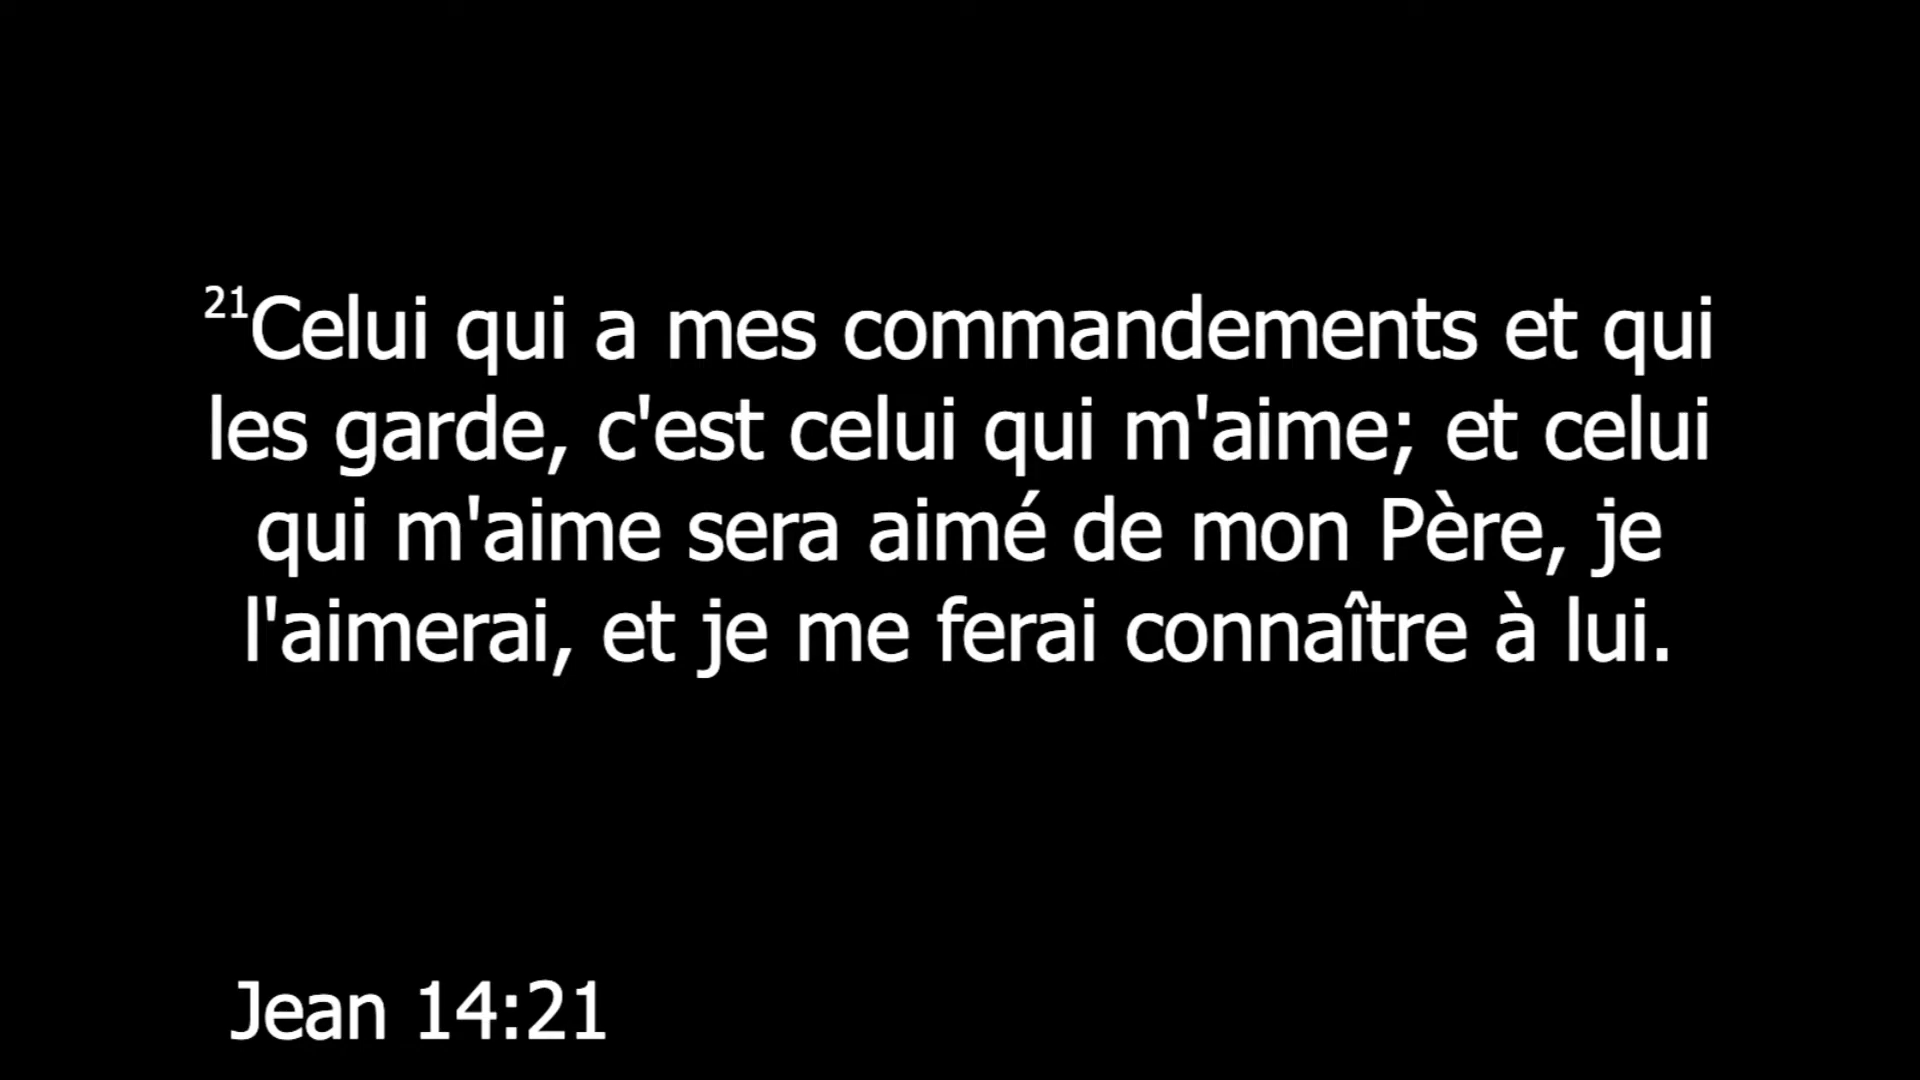 21Celui qui a mes commandements et qui
les garde, c'est celui qui m'aime; et celui
qui m'aime sera aimé de mon Père, je
l'aimerai, et je me ferai connaître à lui.
Jean 14:21